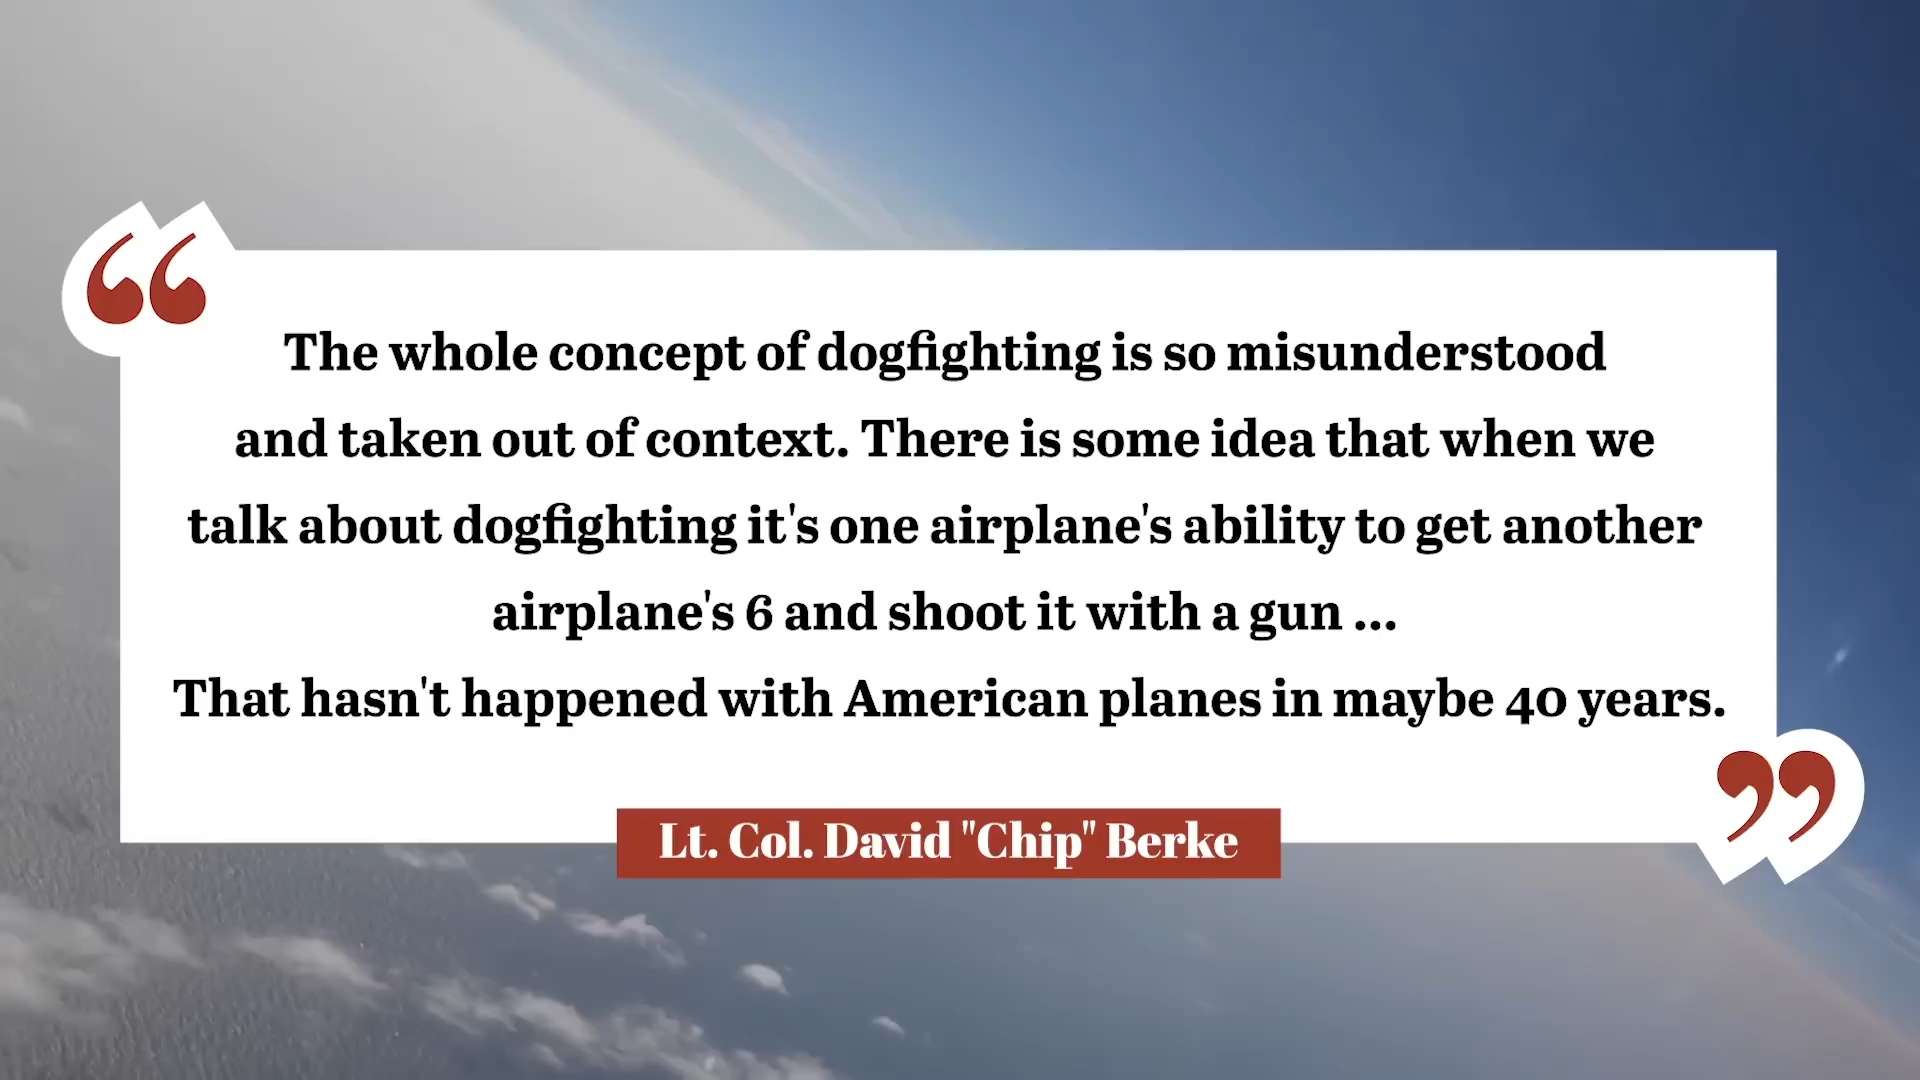 The whole concept of dogfighting is so misunderstood
and taken out of context. There is some idea that when we
talk about dogfighting it's one airplane's ability to get another
airplane's 6 and shoot it with a gun ...
That hasn't happened with American planes in maybe 40 years.
Lt. Col. David "Chip" Berke